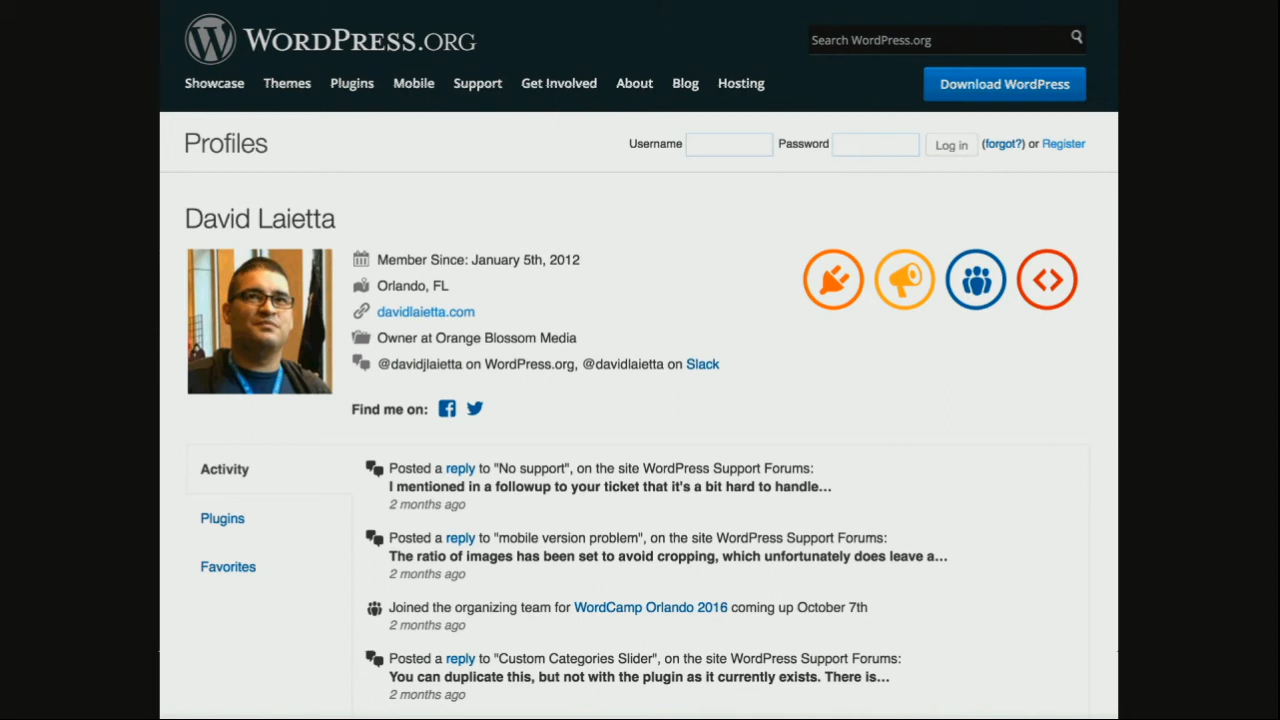 WORDPRESS.ORG
Search WordPress.org
Showcase Themes Plugins Mobile Support Get Involved About Blog Hosting
Download WordPress
Profiles
Username Password Log in (forgot?) or Register
David Laietta
Member Since: January 5th, 2012
Orlando, FL
davidlaietta.com
Owner at Orange Blossom Media
@davidjlaietta on WordPress.org, @davidlaietta on Slack
Find me on:
Activity
Plugins
Favorites
Posted a reply to "No support", on the site WordPress Support Forums:
I mentioned in a followup to your ticket that it's a bit hard to handle...
2 months ago
Posted a reply to "mobile version problem", on the site WordPress Support Forums:
The ratio of images has been set to avoid cropping, which unfortunately does leave a...
2 months ago
Joined the organizing team for WordCamp Orlando 2016 coming up October 7th
2 months ago
Posted a reply to "Custom Categories Slider", on the site WordPress Support Forums:
You can duplicate this, but not with the plugin as it currently exists. There is...
2 months ago